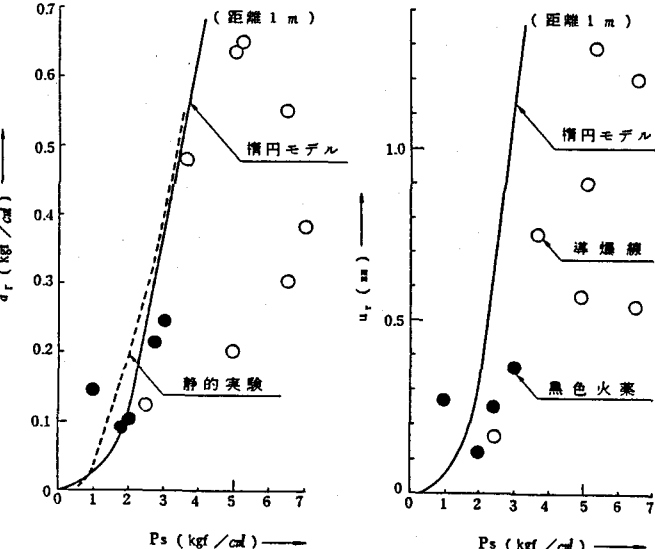 (距離1 m)
0.7
0.6
0.5
0.4
0.3
0.2
0.1
0
楕円モデル
静的実験
0 1 2 3 4 5 6 7
Ps (kgf/cm²)
(距離1 m)
1.0
0.5
0
楕円モデル
導爆線
黒色火薬
u_r (mm)
0 1 2 3 4 5 6 7
Ps (kgf/cm²)